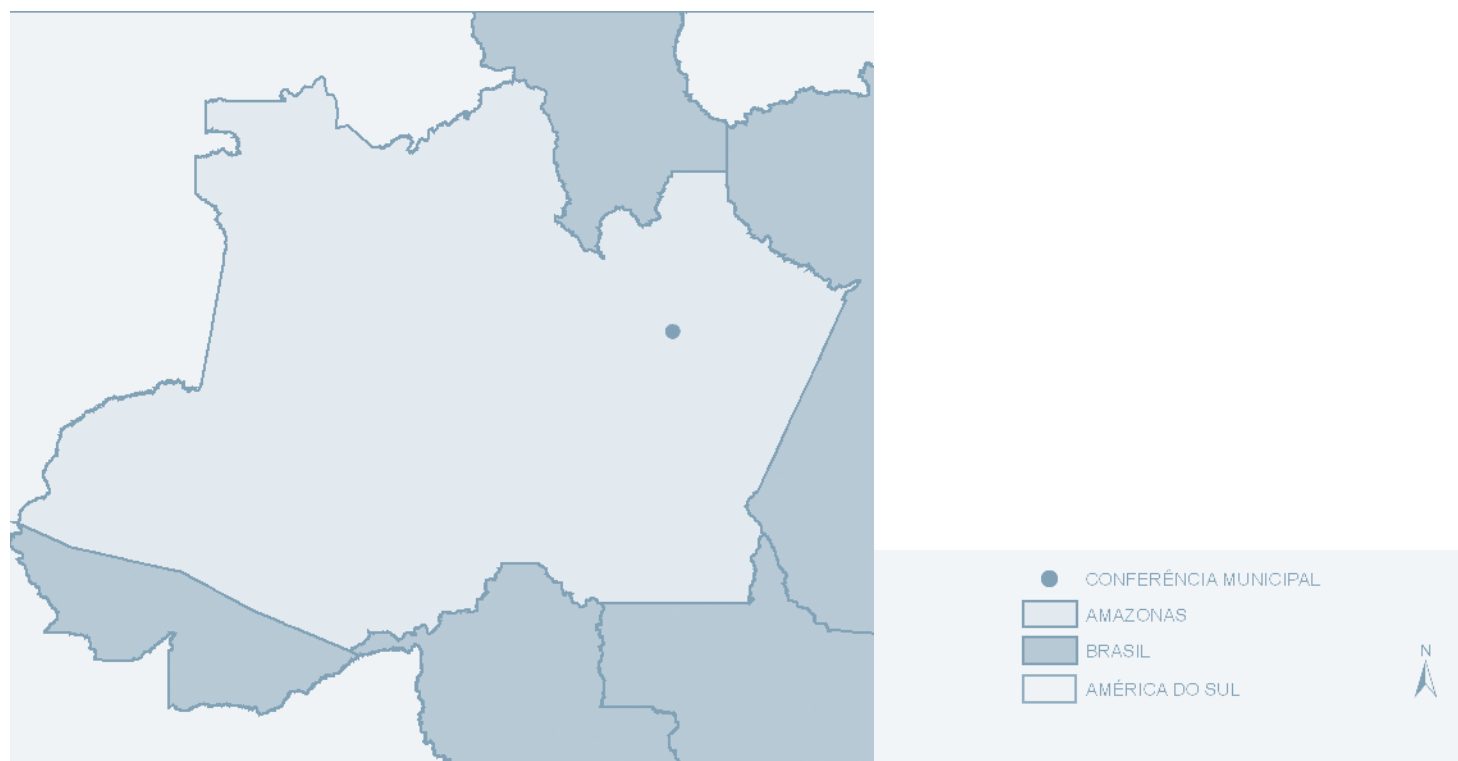 CONFERÊNCIA MUNICIPAL
AMAZONAS
BRASIL
N
AMÉRICA DO SUL